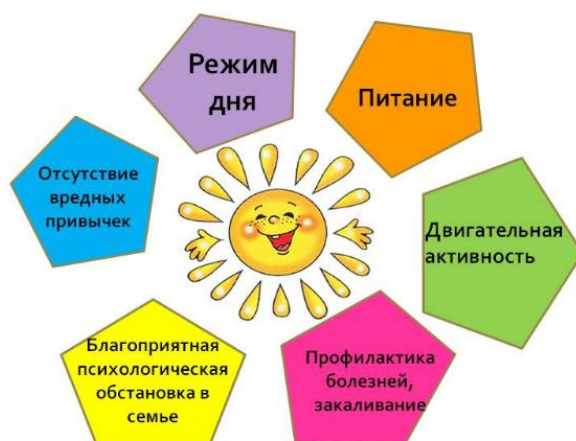 Режим
дня
Питание
Отсутствие
вредных
привычек
Двигательная
активность
Благоприятная
психологическая
обстановка в
семье
Профилактика
болезней,
закаливание